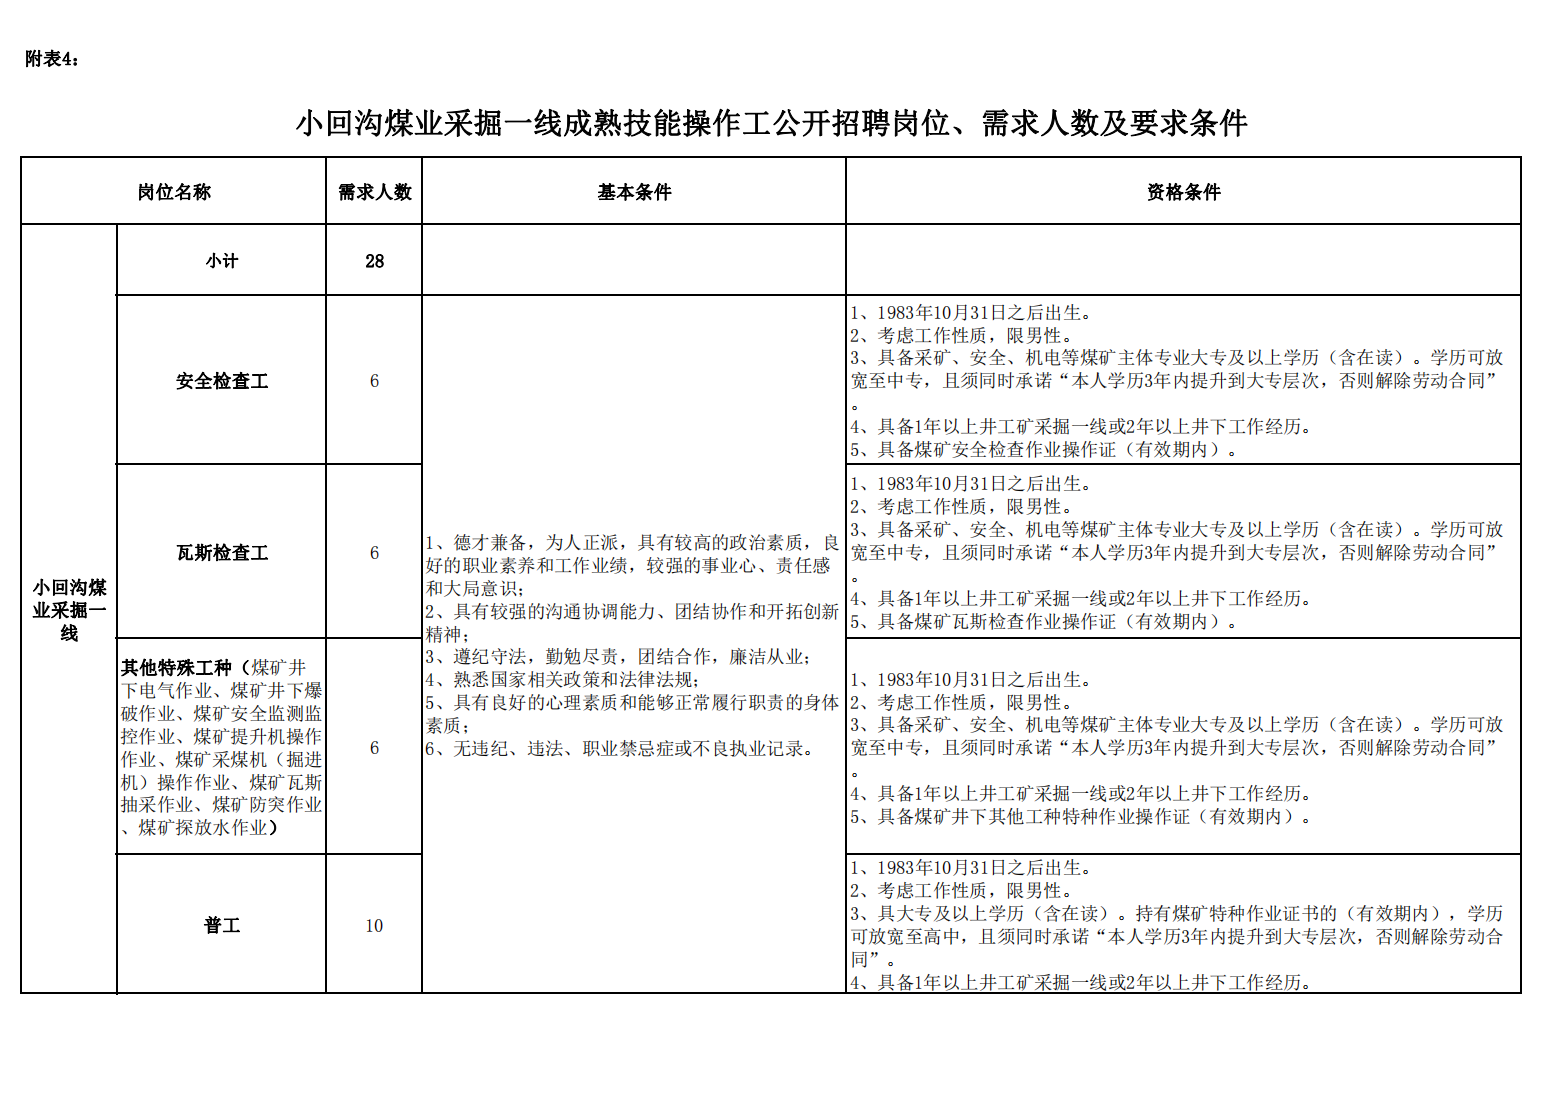 附表4：
小回沟煤业采掘一线成熟技能操作工公开招聘岗位、需求人数及要求条件
岗位名称
需求人数
基本条件
资格条件
小回沟煤
业采掘一
线
小计
28
安全检查工
6
1、1983年10月31日之后出生。
2、考虑工作性质，限男性。
3、具备采矿、安全、机电等煤矿主体专业大专及以上学历（含在读）。学历可放
宽至中专，且须同时承诺“本人学历3年内提升到大专层次，否则解除劳动合同”
。
4、具备1年以上井工矿采掘一线或2年以上井下工作经历。
5、具备煤矿安全检查作业操作证（有效期内）。
瓦斯检查工
6
1、1983年10月31日之后出生。
2、考虑工作性质，限男性。
3、具备采矿、安全、机电等煤矿主体专业大专及以上学历（含在读）。学历可放
宽至中专，且须同时承诺“本人学历3年内提升到大专层次，否则解除劳动合同”
。
4、具备1年以上井工矿采掘一线或2年以上井下工作经历。
5、具备煤矿瓦斯检查作业操作证（有效期内）。
1、德才兼备，为人正派，具有较高的政治素质，良
好的职业素养和工作业绩，较强的事业心、责任感
和大局意识；
2、具有较强的沟通协调能力、团结协作和开拓创新
精神；
3、遵纪守法，勤勉尽责，团结合作，廉洁从业；
4、熟悉国家相关政策和法律法规；
5、具有良好的心理素质和能够正常履行职责的身体
素质；
6、无违纪、违法、职业禁忌症或不良执业记录。
其他特殊工种（煤矿井
下电气作业、煤矿井下爆
破作业、煤矿安全监测监
控作业、煤矿提升机操作
作业、煤矿采煤机（掘进
机）操作作业、煤矿瓦斯
抽采作业、煤矿防突作业
、煤矿探放水作业）
6
1、1983年10月31日之后出生。
2、考虑工作性质，限男性。
3、具备采矿、安全、机电等煤矿主体专业大专及以上学历（含在读）。学历可放
宽至中专，且须同时承诺“本人学历3年内提升到大专层次，否则解除劳动合同”
。
4、具备1年以上井工矿采掘一线或2年以上井下工作经历。
5、具备煤矿井下其他工种特种作业操作证（有效期内）。
普工
10
1、1983年10月31日之后出生。
2、考虑工作性质，限男性。
3、具大专及以上学历（含在读）。持有煤矿特种作业证书的（有效期内），学历
可放宽至高中，且须同时承诺“本人学历3年内提升到大专层次，否则解除劳动合
同”。
4、具备1年以上井工矿采掘一线或2年以上井下工作经历。